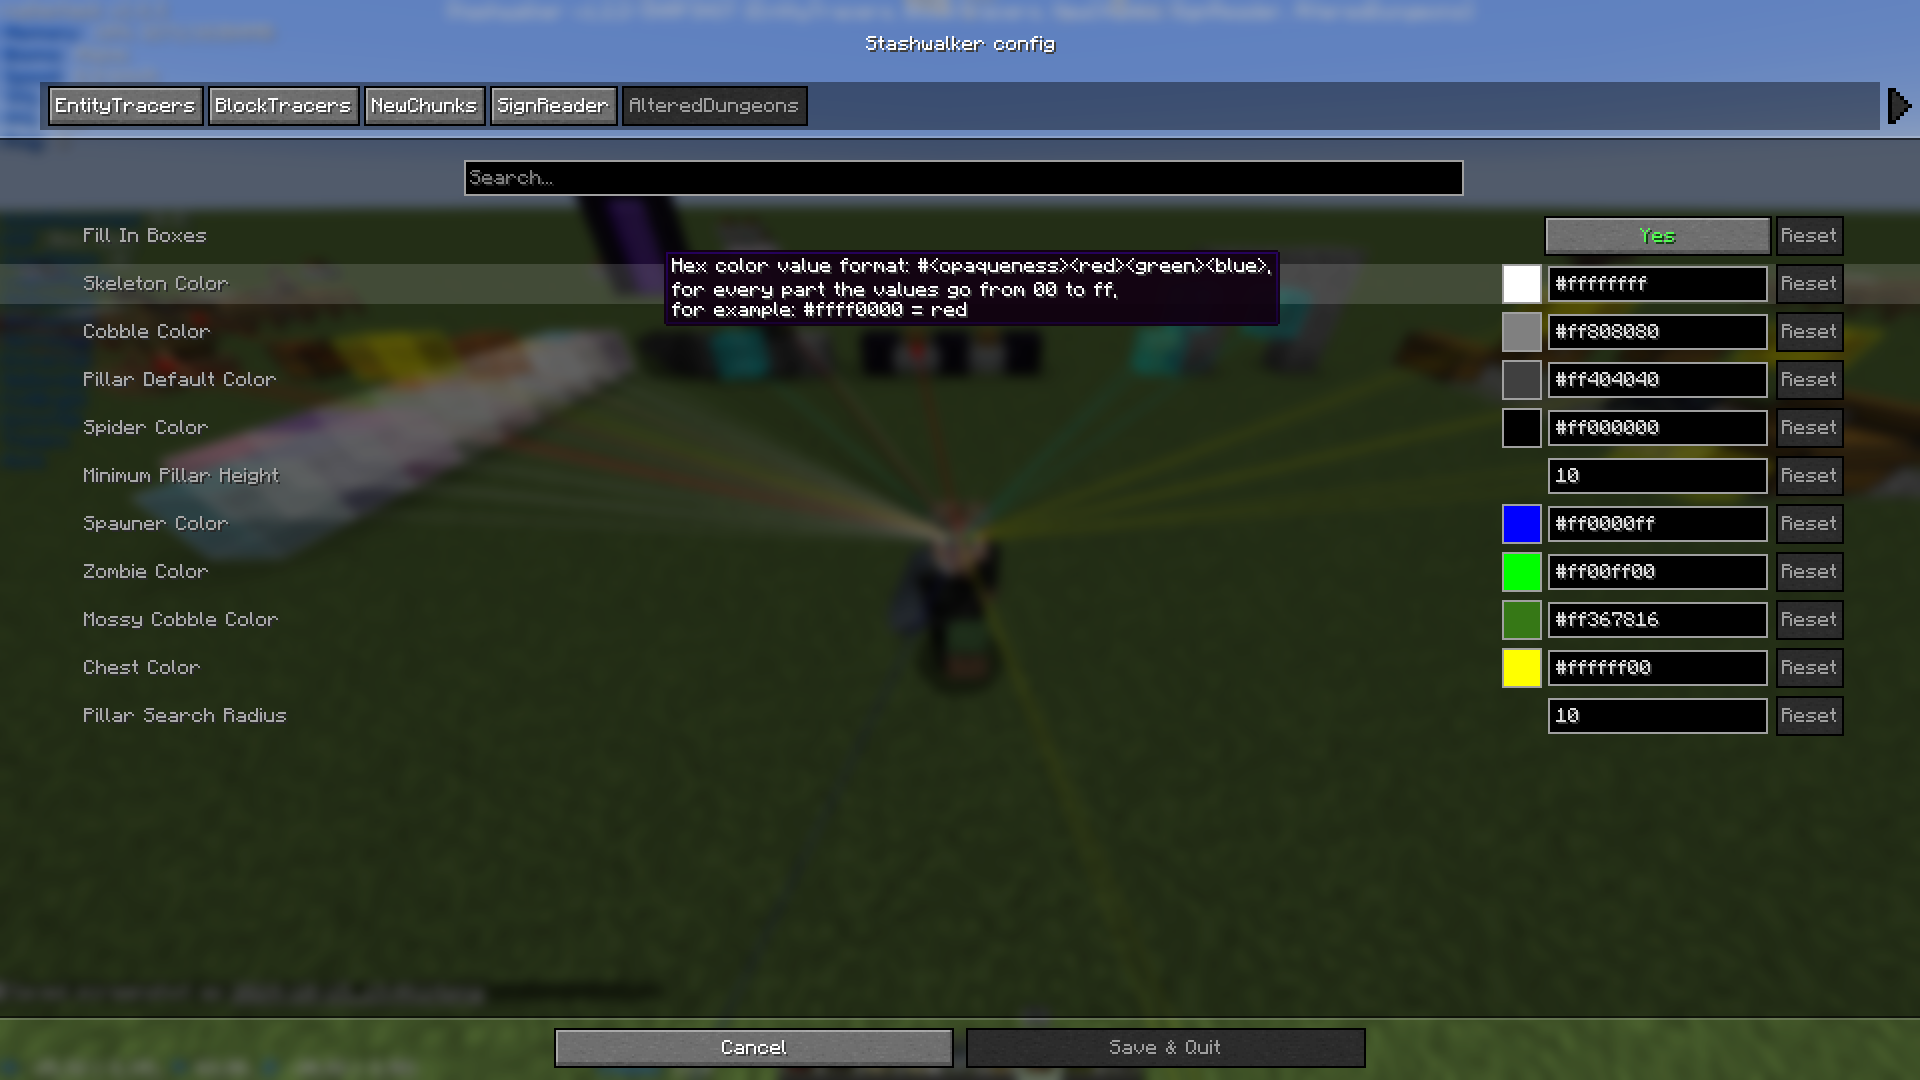 Stashwalker config
EntityTracers BlockTracers NewChunks SignReader AlteredDungeons
Search...
Fill In Boxes Yes Reset
Hex color value format: #<opaqueness><red><green><blue>,
for every part the values go from 00 to ff,
for example: #ffff0000 = red
Skeleton Color #ffffffff Reset
Cobble Color #ff808080 Reset
Pillar Default Color #ff404040 Reset
Spider Color #ff000000 Reset
Minimum Pillar Height 10 Reset
Spawner Color #ff0000ff Reset
Zombie Color #ff00ff00 Reset
Mossy Cobble Color #ff367816 Reset
Chest Color #ffffff00 Reset
Pillar Search Radius 10 Reset
Cancel Save & Quit